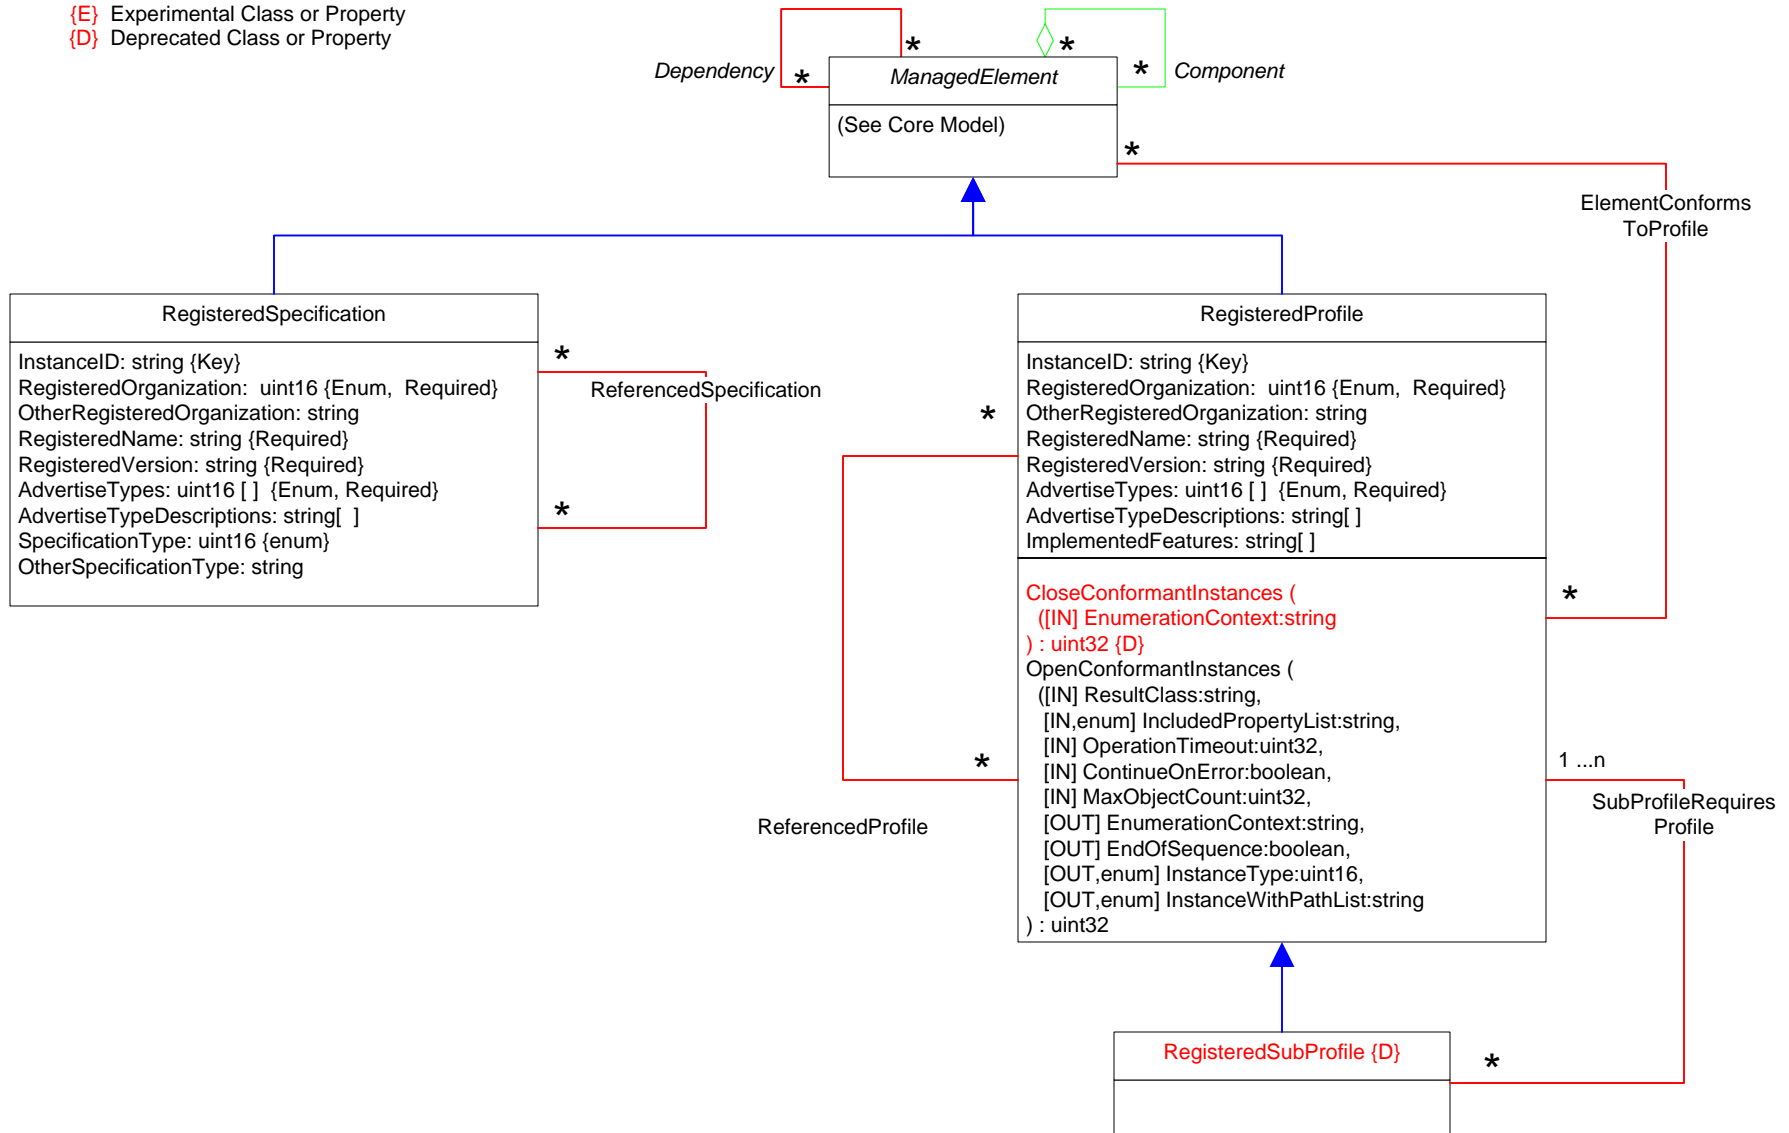 {E} Experimental Class or Property
{D} Deprecated Class or Property
*
*
Dependency
*
ManagedElement
*
Component
(See Core Model)
*
ElementConforms
ToProfile
RegisteredSpecification
InstanceID: string {Key}
RegisteredOrganization: uint16 {Enum, Required}
OtherRegisteredOrganization: string
RegisteredName: string {Required}
RegisteredVersion: string {Required}
AdvertiseTypes: uint16 [ ] {Enum, Required}
AdvertiseTypeDescriptions: string[ ]
SpecificationType: uint16 {enum}
OtherSpecificationType: string
*
ReferencedSpecification
*
RegisteredProfile
InstanceID: string {Key}
RegisteredOrganization: uint16 {Enum, Required}
OtherRegisteredOrganization: string
RegisteredName: string {Required}
RegisteredVersion: string {Required}
AdvertiseTypes: uint16 [ ] {Enum, Required}
AdvertiseTypeDescriptions: string[ ]
ImplementedFeatures: string[ ]
CloseConformantInstances (
([IN] EnumerationContext:string
) : uint32 {D}
OpenConformantInstances (
([IN] ResultClass:string,
[IN,enum] IncludedPropertyList:string,
[IN] OperationTimeout:uint32,
[IN] ContinueOnError:boolean,
[IN] MaxObjectCount:uint32,
[OUT] EnumerationContext:string,
[OUT] EndOfSequence:boolean,
[OUT,enum] InstanceType:uint16,
[OUT,enum] InstanceWithPathList:string
) : uint32
*
*
ReferencedProfile
*
1 ...n
SubProfileRequires
Profile
RegisteredSubProfile {D}
*